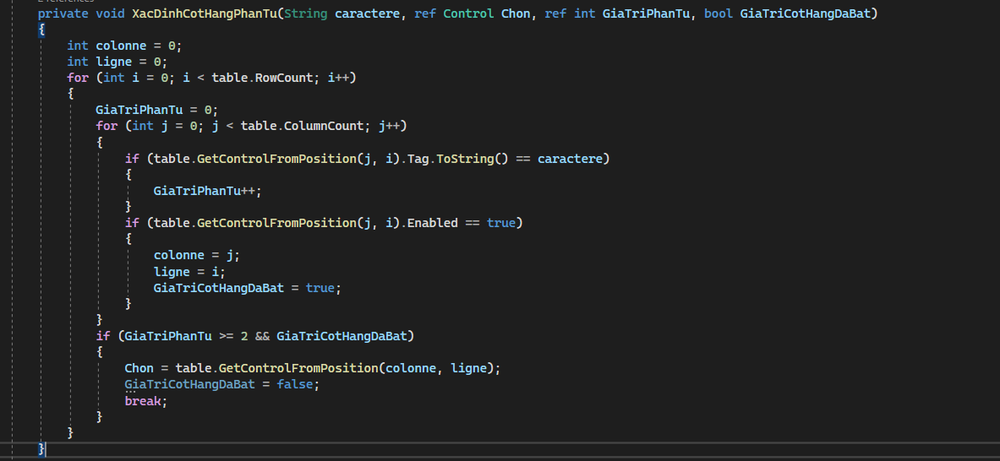 2 references
private void XacDinhCotHangPhanTu(String caractere, ref Control Chon, ref int GiaTriPhanTu, bool GiaTriCotHangDaBat)
{
int colonne = 0;
int ligne = 0;
for (int i = 0; i < table.RowCount; i++)
{
GiaTriPhanTu = 0;
for (int j = 0; j < table.ColumnCount; j++)
{
if (table.GetControlFromPosition(j, i).Tag.ToString() == caractere)
{
GiaTriPhanTu++;
}
if (table.GetControlFromPosition(j, i).Enabled == true)
{
colonne = j;
ligne = i;
GiaTriCotHangDaBat = true;
}
}
if (GiaTriPhanTu >= 2 && GiaTriCotHangDaBat)
{
Chon = table.GetControlFromPosition(colonne, ligne);
GiaTriCotHangDaBat = false;
break;
}
}
}